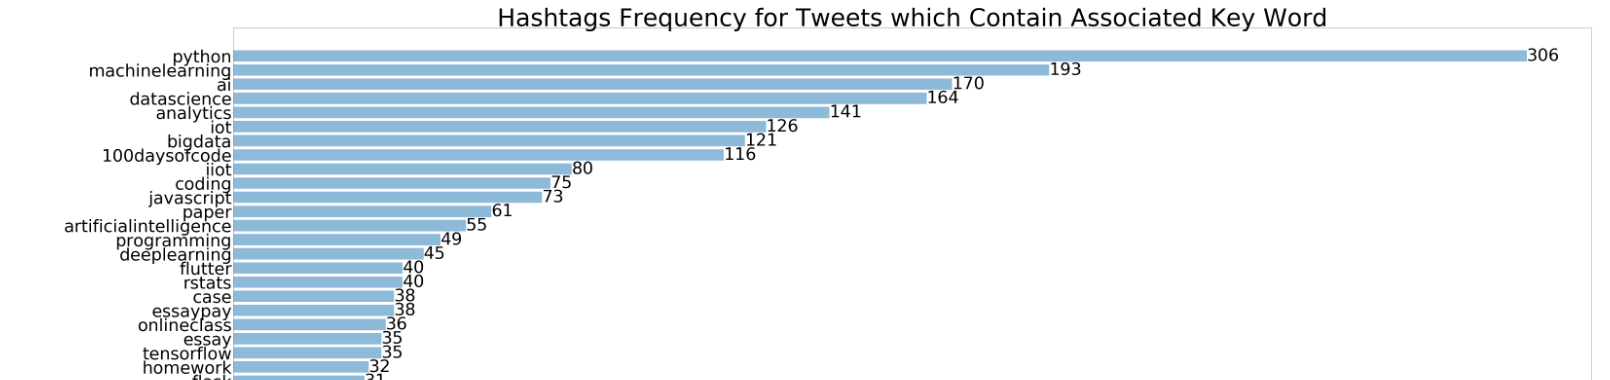 Hashtags Frequency for Tweets which Contain Associated Key Word
python 306
machinelearning 193
ai 170
datascience 164
analytics 141
iot 126
bigdata 121
100daysofcode 116
iiot 80
coding 75
javascript 73
paper 61
artificialintelligence 55
programming 49
deeplearning 45
flutter 40
rstats 40
case 38
essaypay 38
onlineclass 36
essay 35
tensorflow 35
homework 32
flask 31